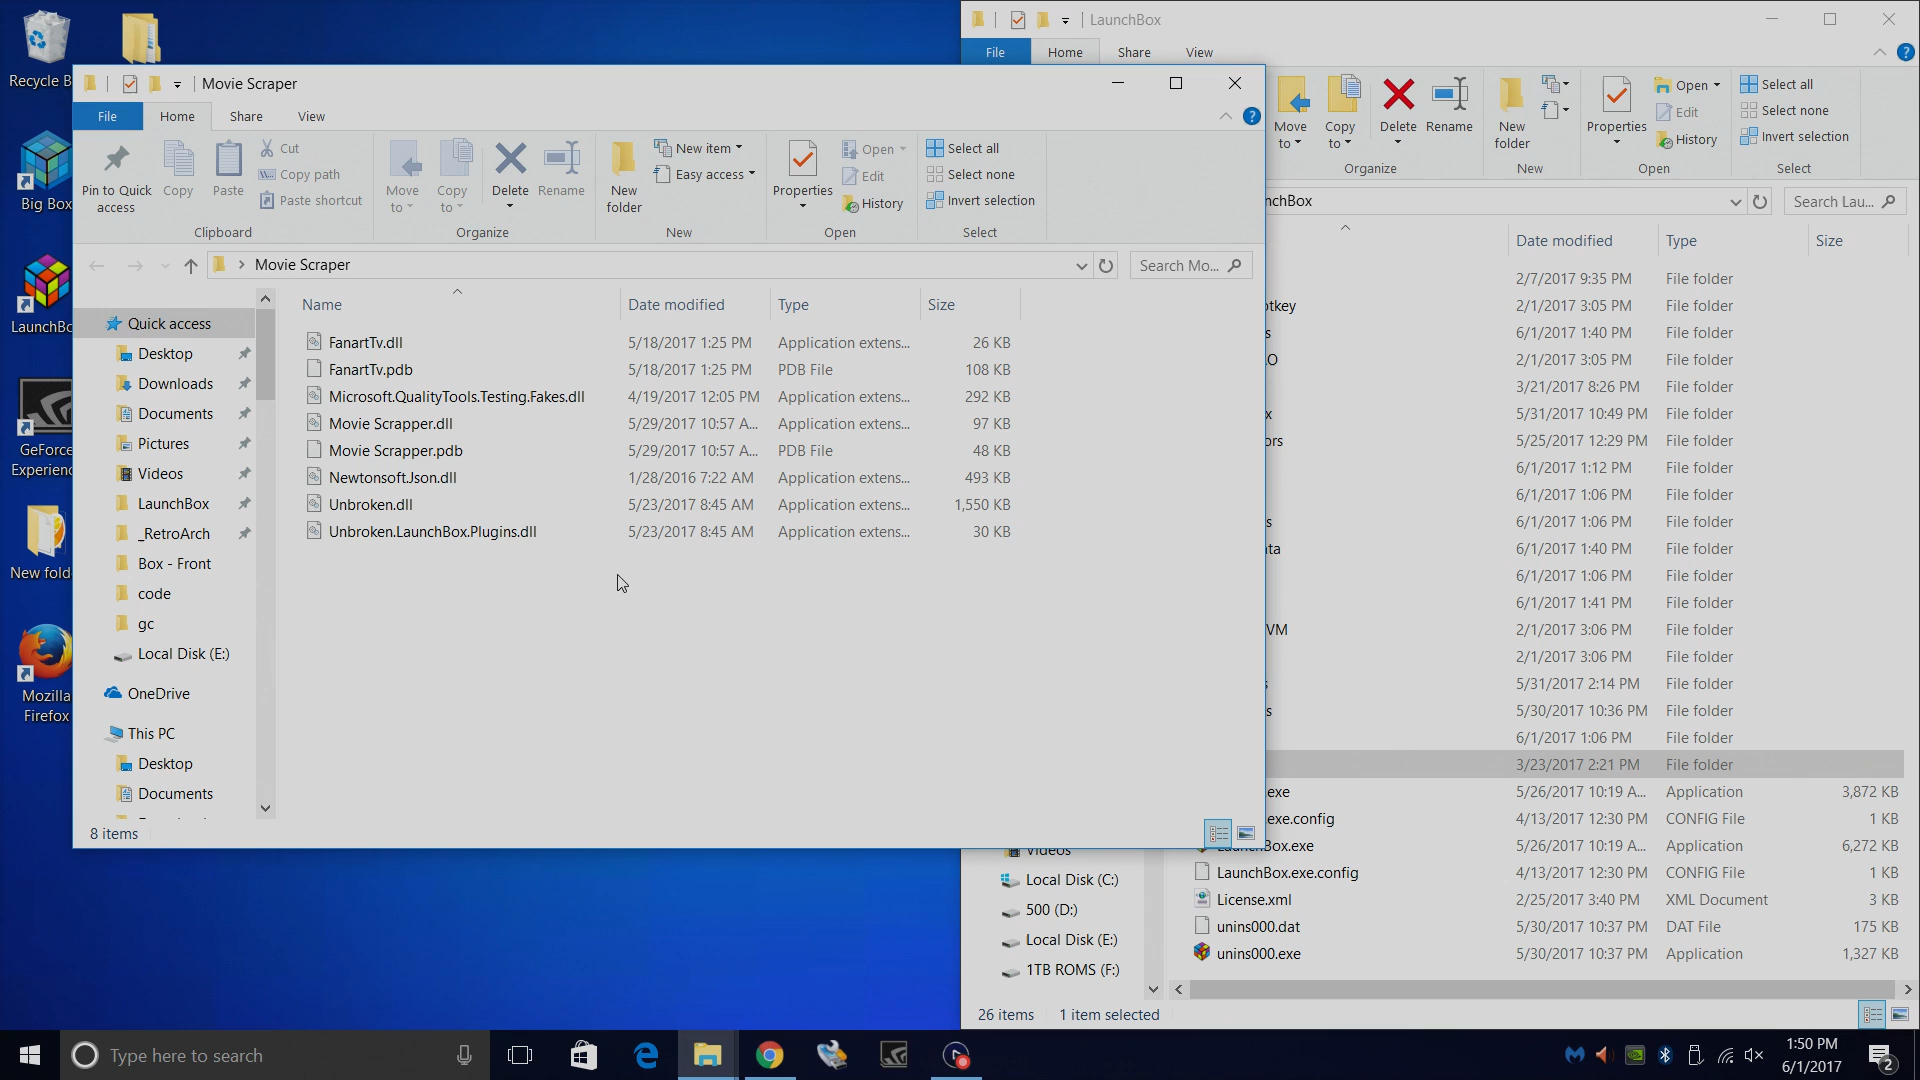 Recycle B
Big Box
LaunchBo
GeForce
Experienc
New fold
Mozilla
Firefox
Movie Scraper
File
Home
Share
View
Pin to Quick
access
Copy
Paste
Cut
Copy path
Paste shortcut
Clipboard
Move
to
Copy
to
Delete
Rename
Organize
New
folder
New item
Easy access
New
Properties
Open
Edit
History
Open
Select all
Select none
Invert selection
Select
Movie Scraper
Search Mo...
Quick access
Desktop
Downloads
Documents
Pictures
Videos
LaunchBox
_RetroArch
Box - Front
code
gc
Local Disk (E:)
OneDrive
This PC
Desktop
Documents
Name Date modified Type Size
FanartTv.dll 5/18/2017 1:25 PM Application extens... 26 KB
FanartTv.pdb 5/18/2017 1:25 PM PDB File 108 KB
Microsoft.QualityTools.Testing.Fakes.dll 4/19/2017 12:05 PM Application extens... 292 KB
Movie Scrapper.dll 5/29/2017 10:57 A... Application extens... 97 KB
Movie Scrapper.pdb 5/29/2017 10:57 A... PDB File 48 KB
Newtonsoft.Json.dll 1/28/2016 7:22 AM Application extens... 493 KB
Unbroken.dll 5/23/2017 8:45 AM Application extens... 1,550 KB
Unbroken.LaunchBox.Plugins.dll 5/23/2017 8:45 AM Application extens... 30 KB
8 items
LaunchBox
File
Home
Share
View
Move
to
Copy
to
Delete
Rename
Organize
New
folder
New
Properties
Open
Edit
History
Open
Select all
Select none
Invert selection
Select
nchBox
Search Lau...
Date modified Type Size
2/7/2017 9:35 PM File folder
otkey 2/1/2017 3:05 PM File folder
s 6/1/2017 1:40 PM File folder
O 2/1/2017 3:05 PM File folder
3/21/2017 8:26 PM File folder
x 5/31/2017 10:49 PM File folder
ors 5/25/2017 12:29 PM File folder
6/1/2017 1:12 PM File folder
6/1/2017 1:06 PM File folder
s 6/1/2017 1:06 PM File folder
ata 6/1/2017 1:40 PM File folder
6/1/2017 1:06 PM File folder
6/1/2017 1:41 PM File folder
VM 2/1/2017 3:06 PM File folder
2/1/2017 3:06 PM File folder
s 5/31/2017 2:14 PM File folder
s 5/30/2017 10:36 PM File folder
6/1/2017 1:06 PM File folder
3/23/2017 2:21 PM File folder
exe 5/26/2017 10:19 A... Application 3,872 KB
.exe.config 4/13/2017 12:30 PM CONFIG File 1 KB
LaunchBox.exe 5/26/2017 10:19 A... Application 6,272 KB
LaunchBox.exe.config 4/13/2017 12:30 PM CONFIG File 1 KB
License.xml 2/25/2017 3:40 PM XML Document 3 KB
unins000.dat 5/30/2017 10:37 PM DAT File 175 KB
unins000.exe 5/30/2017 10:37 PM Application 1,327 KB
Videos
Local Disk (C:)
500 (D:)
Local Disk (E:)
1TB ROMS (F:)
26 items 1 item selected
Type here to search
1:50 PM
6/1/2017
2